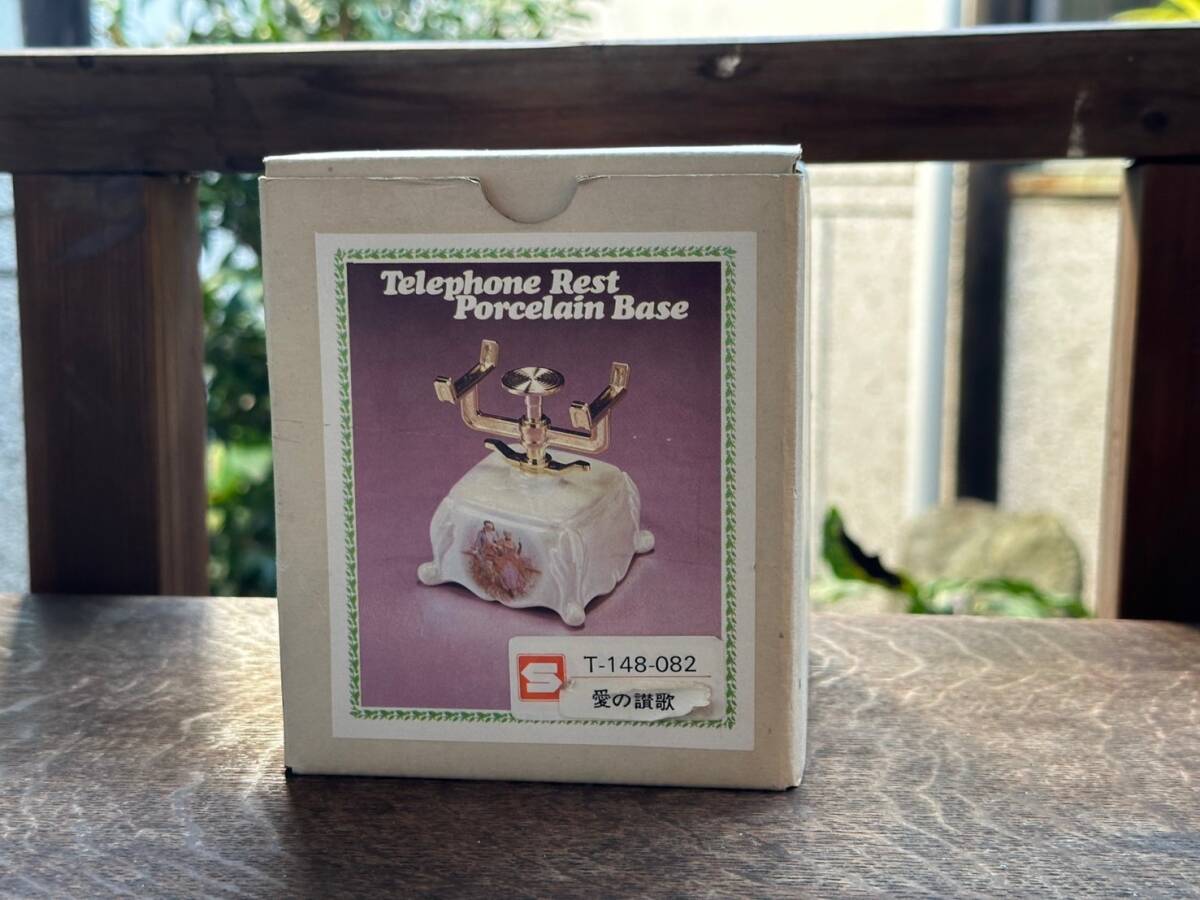 Telephone Rest
Porcelain Base
S T-148-082
愛の讃歌